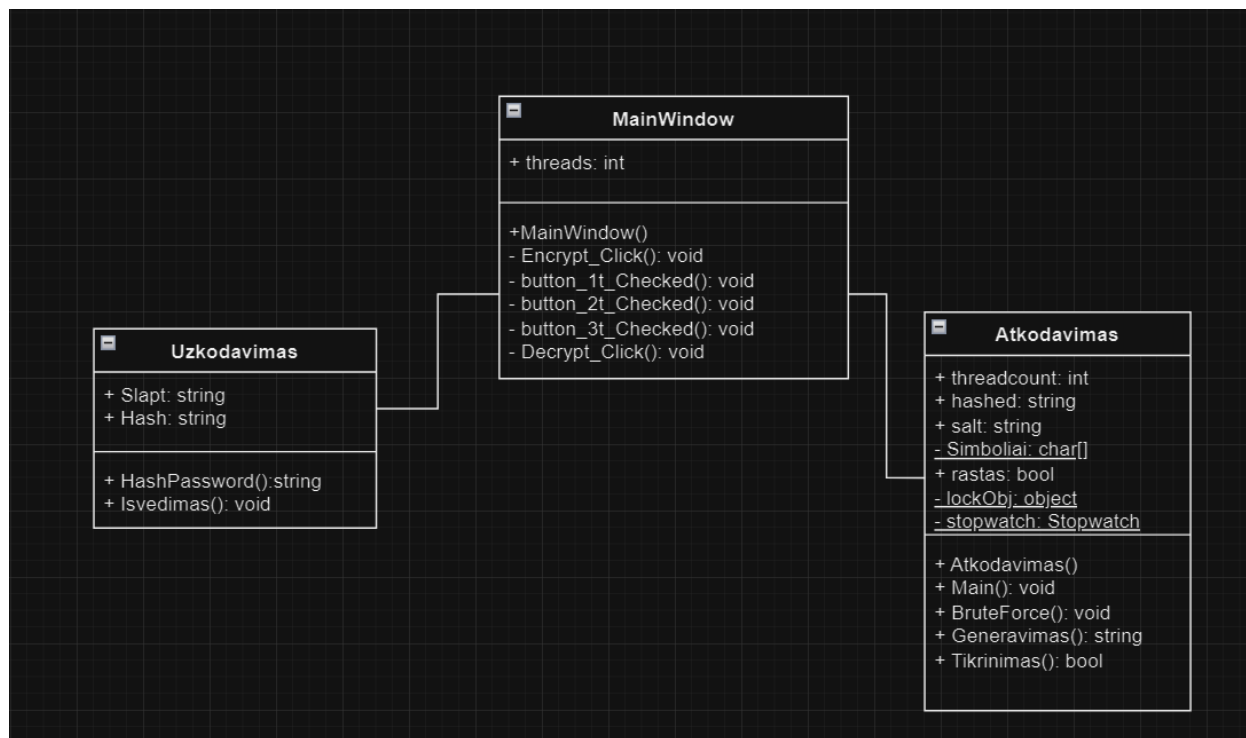 MainWindow
+ threads: int
+MainWindow()
- Encrypt_Click(): void
- button_1t_Checked(): void
- button_2t_Checked(): void
- button_3t_Checked(): void
- Decrypt_Click(): void
Uzkodavimas
+ Slapt: string
+ Hash: string
+ HashPassword():string
+ Isvedimas(): void
Atkodavimas
+ threadcount: int
+ hashed: string
+ salt: string
- Simboliai: char[]
+ rastas: bool
- lockObj: object
- stopwatch: Stopwatch
+ Atkodavimas()
+ Main(): void
+ BruteForce(): void
+ Generavimas(): string
+ Tikrinimas(): bool